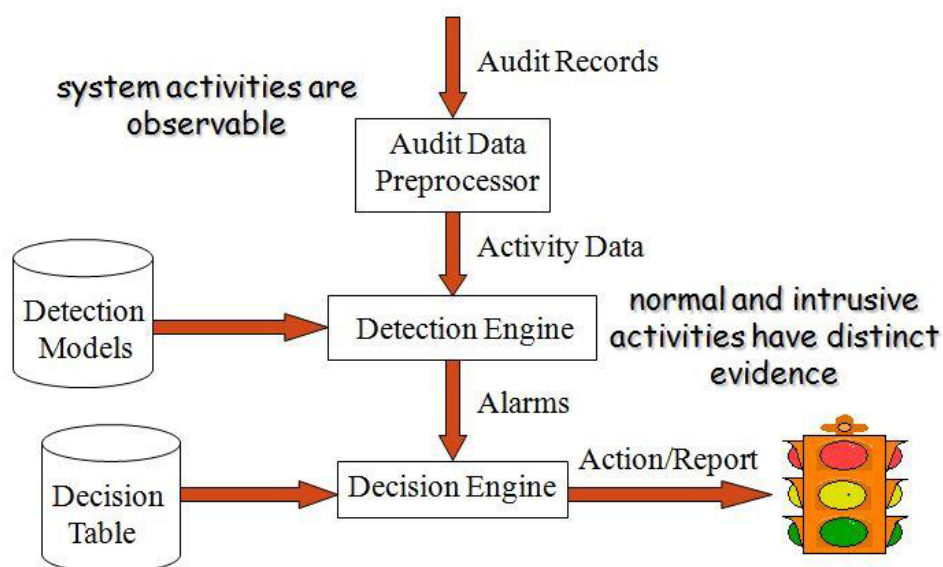 Audit Records
system activities are
observable
Audit Data
Preprocessor
Activity Data
Detection
Models
Detection Engine
normal and intrusive
activities have distinct
evidence
Alarms
Decision
Table
Decision Engine
Action/Report